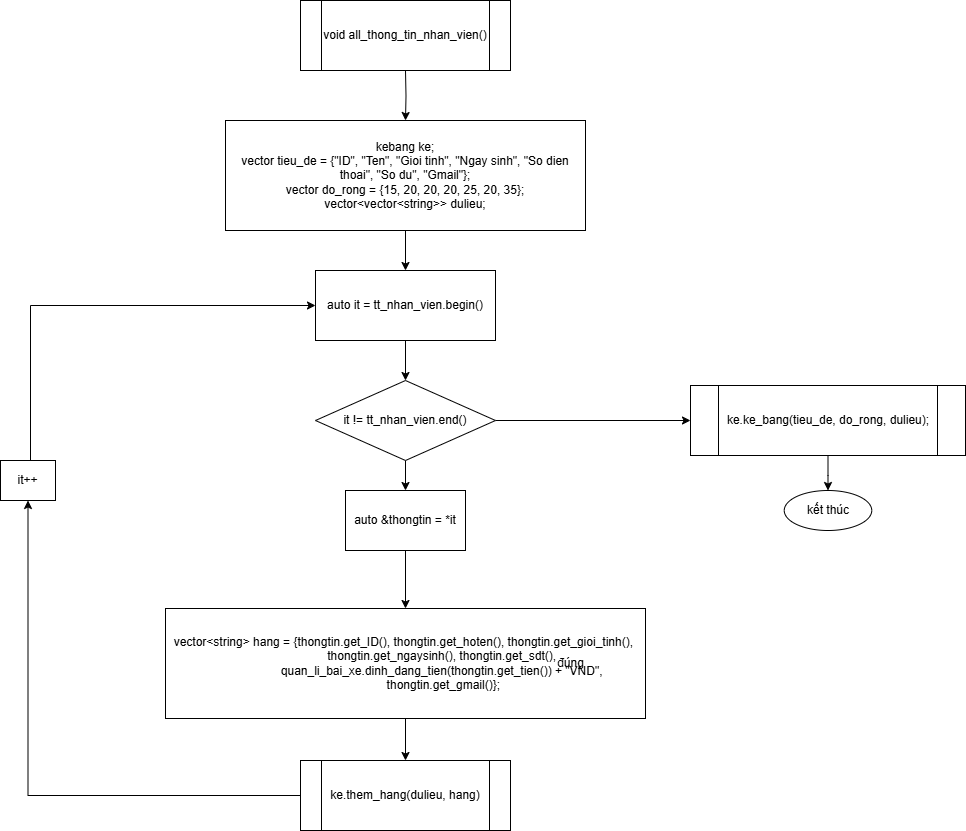 void all_thong_tin_nhan_vien()
kebang ke;
vector tieu_de = {"ID", "Ten", "Gioi tinh", "Ngay sinh", "So dien
thoai", "So du", "Gmail"};
vector do_rong = {15, 20, 20, 20, 25, 20, 35};
vector<vector<string>> dulieu;
auto it = tt_nhan_vien.begin()
it != tt_nhan_vien.end()
ke.ke_bang(tieu_de, do_rong, dulieu);
it++
auto &thongtin = *it
kết thúc
vector<string> hang = {thongtin.get_ID(), thongtin.get_hoten(), thongtin.get_gioi_tinh(),
thongtin.get_ngaysinh(), thongtin.get_sdt(),
đúng
quan_li_bai_xe.dinh_dang_tien(thongtin.get_tien()) + "VND",
thongtin.get_gmail()};
ke.them_hang(dulieu, hang)